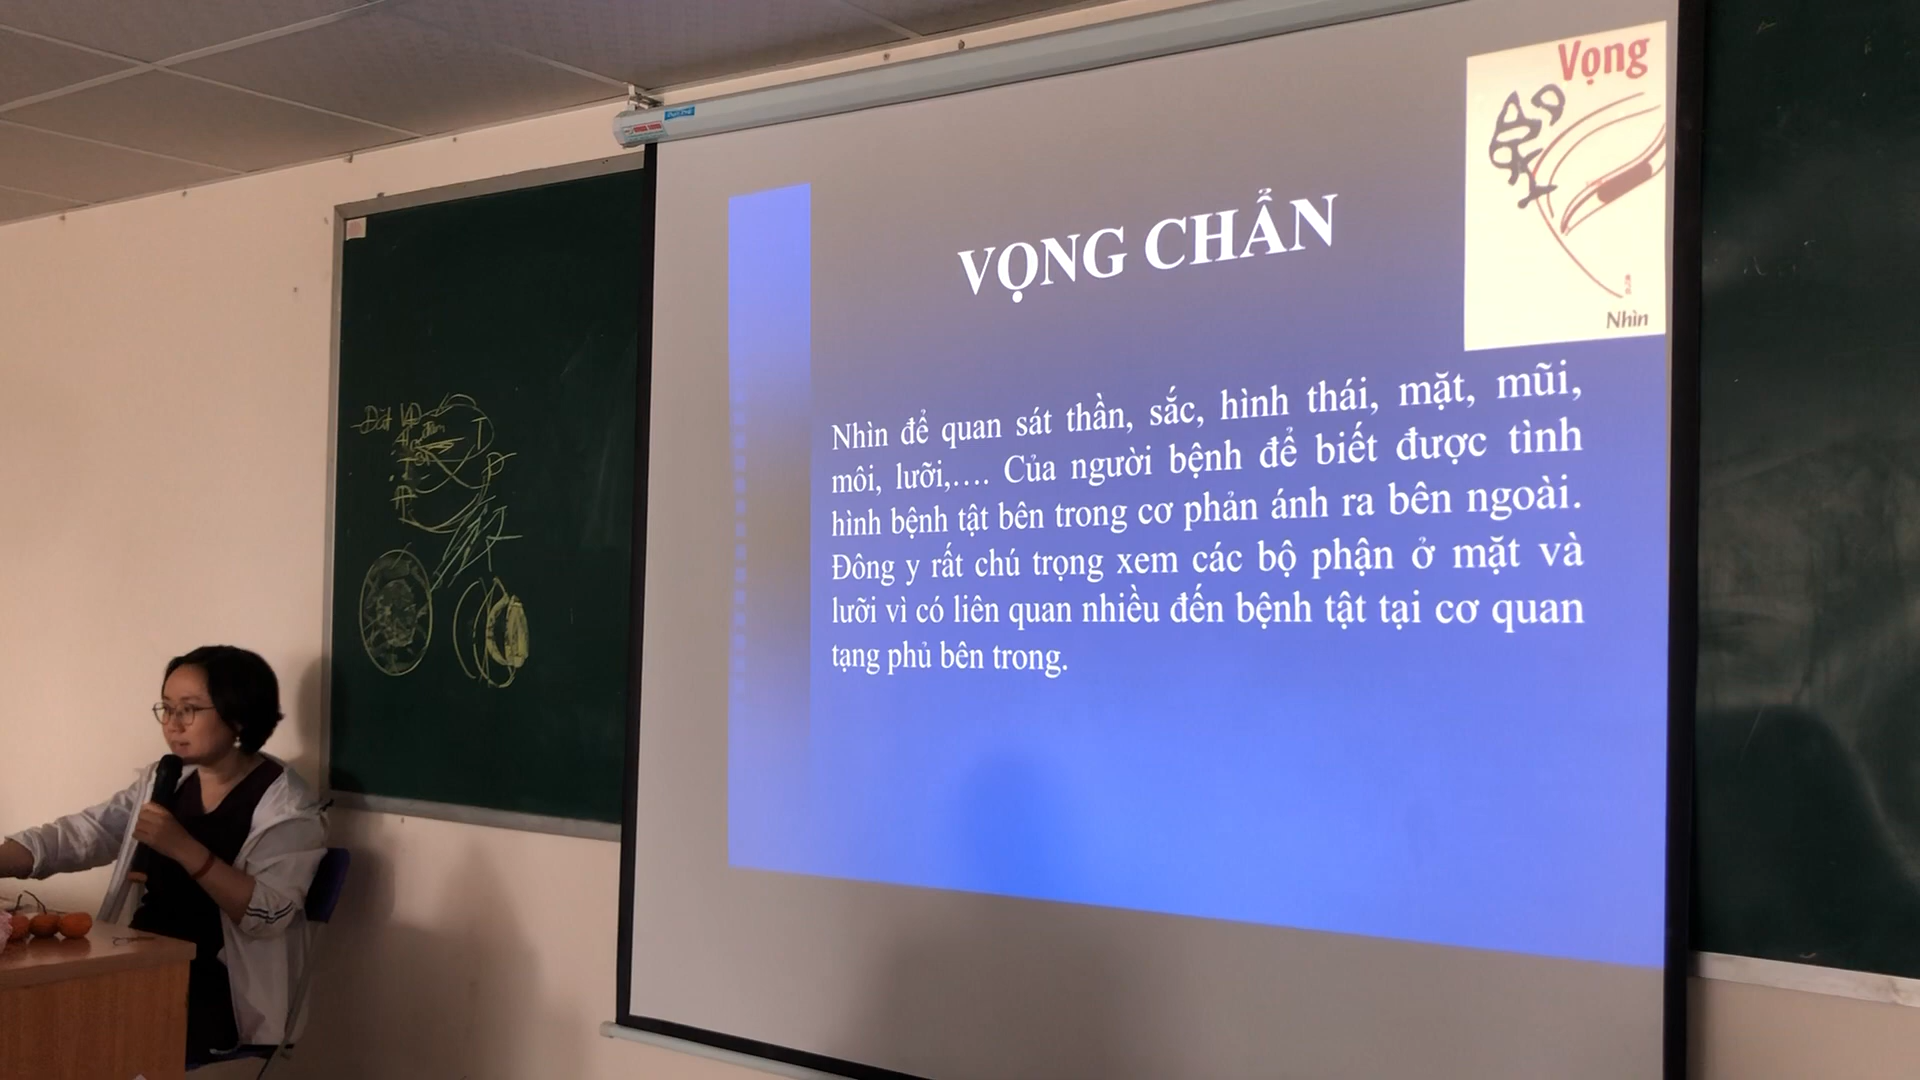 Vọng
Nhìn
VỌNG CHẨN
Nhìn để quan sát thần, sắc, hình thái, mặt, mũi,
môi, lưỡi,…. Của người bệnh để biết được tình
hình bệnh tật bên trong cơ phản ánh ra bên ngoài.
Đông y rất chú trọng xem các bộ phận ở mặt và
lưỡi vì có liên quan nhiều đến bệnh tật tại cơ quan
tạng phủ bên trong.